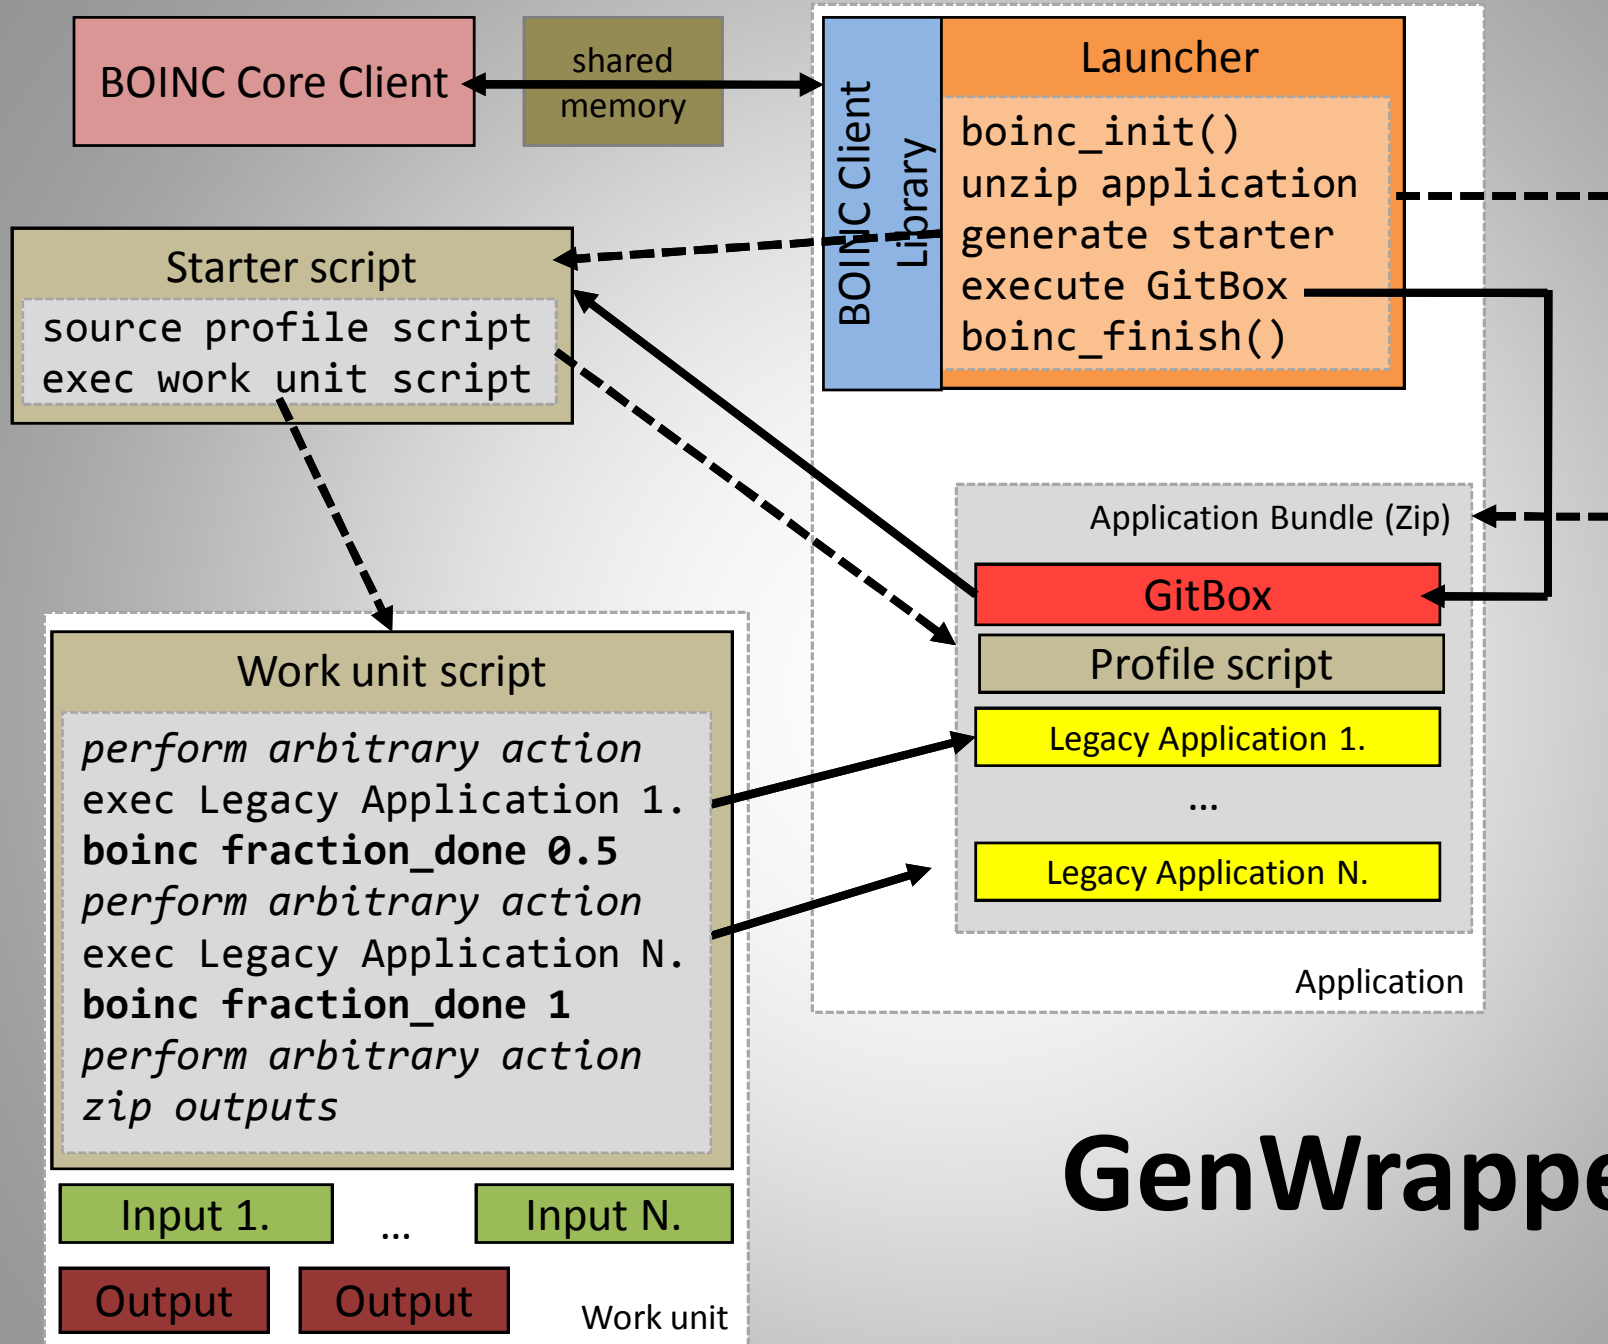 BOINC Core Client
shared
memory
BOINC Client
Library
Launcher
boinc_init()
unzip application
generate starter
execute GitBox
boinc_finish()
Starter script
source profile script
exec work unit script
Application Bundle (Zip)
GitBox
Profile script
Legacy Application 1.
...
Legacy Application N.
Application
Work unit script
perform arbitrary action
exec Legacy Application 1.
boinc fraction_done 0.5
perform arbitrary action
exec Legacy Application N.
boinc fraction_done 1
perform arbitrary action
zip outputs
Input 1.
...
Input N.
Output
Output
Work unit
GenWrappe